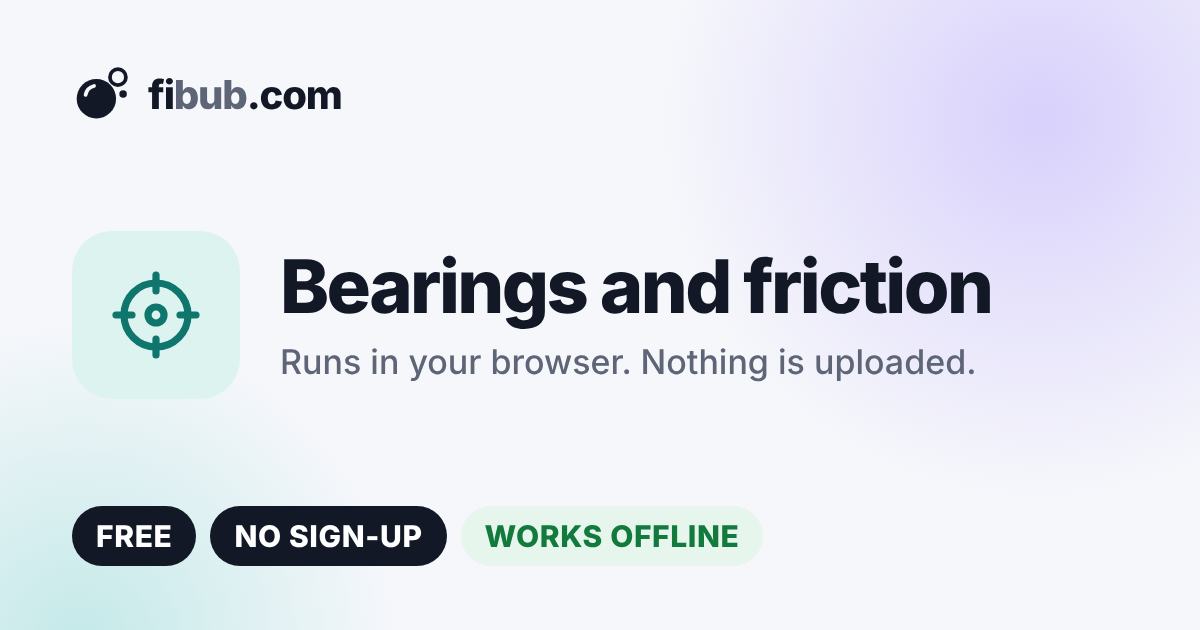 fibub.com
Bearings and friction
Runs in your browser. Nothing is uploaded.
FREE NO SIGN-UP WORKS OFFLINE